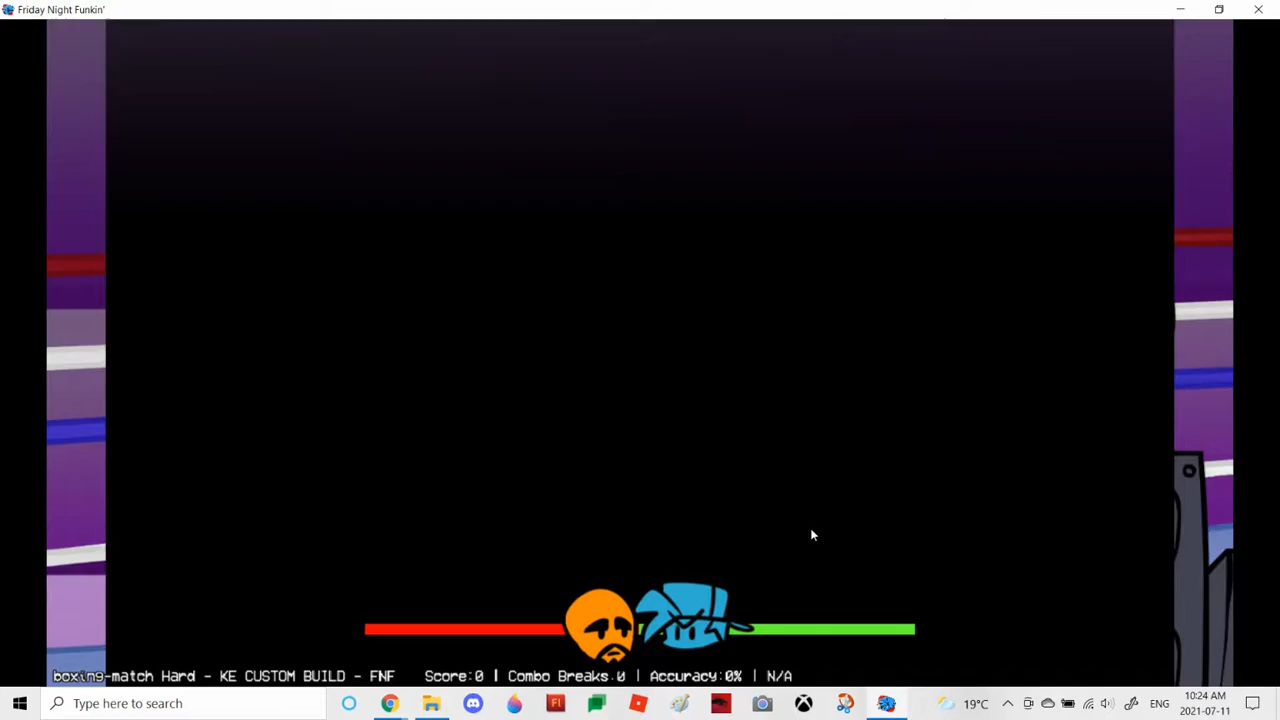 Friday Night Funkin'
boxing-match Hard - KE CUSTOM BUILD - FNF Score:0 | Combo Breaks:0 | Accuracy:0% | N/A
Type here to search
19°C
ENG
10:24 AM
2021-07-11